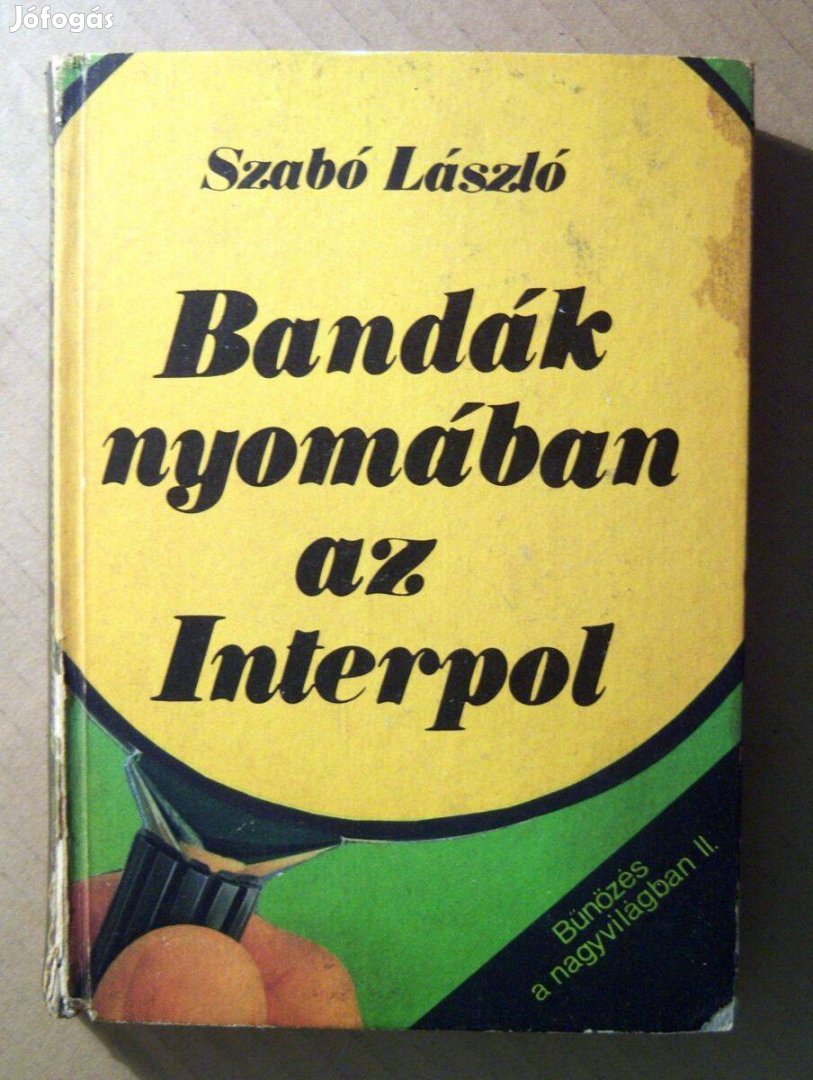 Jófogás
Szabó László
Bandák
nyomában
az
Interpol
Bűnözés
a nagyvilágban II.